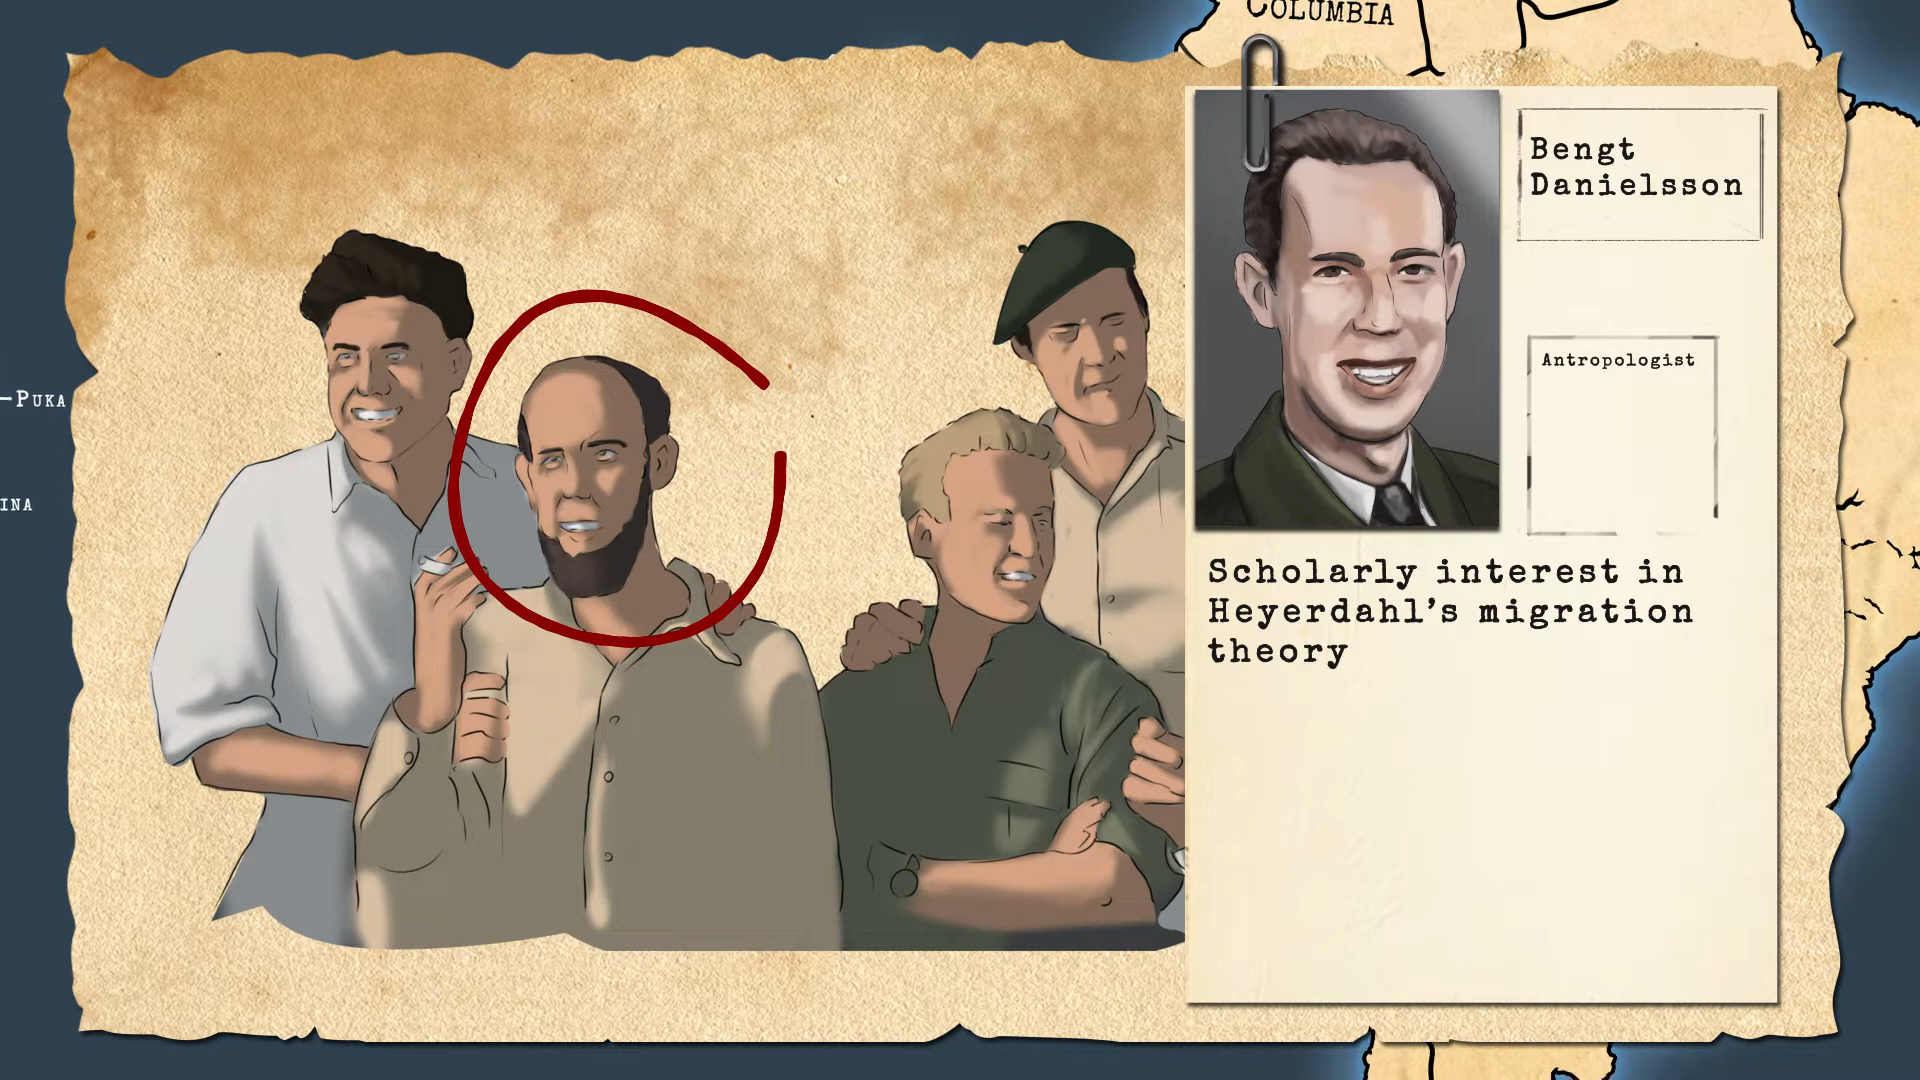 COLUMBIA
-PUKA
INA
Bengt
Danielsson
Antropologist
Scholarly interest in
Heyerdahl's migration
theory